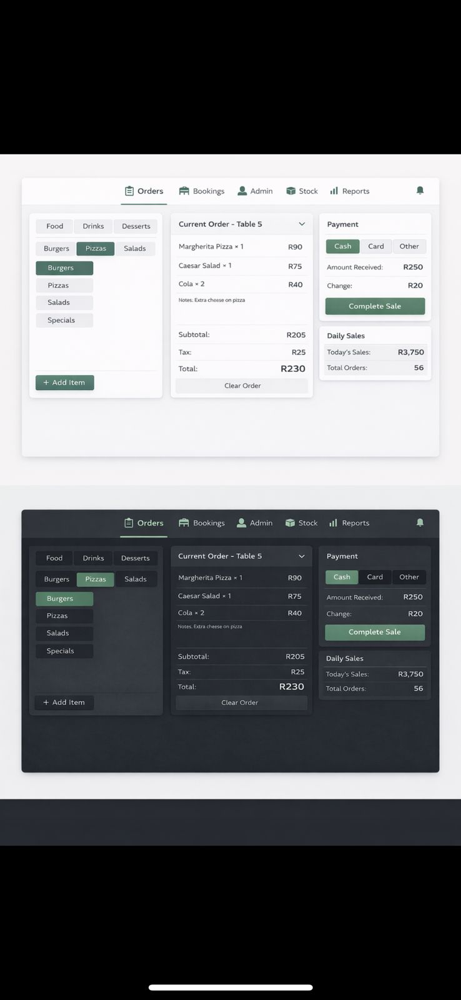 Orders Bookings Admin Stock Reports
Food Drinks Desserts
Burgers Pizzas Salads
Burgers
Pizzas
Salads
Specials
+ Add Item
Current Order - Table 5
Margherita Pizza × 1 R90
Caesar Salad × 1 R75
Cola × 2 R40
Notes. Extra cheese on pizza
Subtotal: R205
Tax: R25
Total: R230
Clear Order
Payment
Cash Card Other
Amount Received: R250
Change: R20
Complete Sale
Daily Sales
Today's Sales: R3,750
Total Orders: 56
Orders Bookings Admin Stock Reports
Food Drinks Desserts
Burgers Pizzas Salads
Burgers
Pizzas
Salads
Specials
+ Add Item
Current Order - Table 5
Margherita Pizza × 1 R90
Caesar Salad × 1 R75
Cola × 2 R40
Notes. Extra cheese on pizza
Subtotal: R205
Tax: R25
Total: R230
Clear Order
Payment
Cash Card Other
Amount Received: R250
Change: R20
Complete Sale
Daily Sales
Today's Sales: R3,750
Total Orders: 56